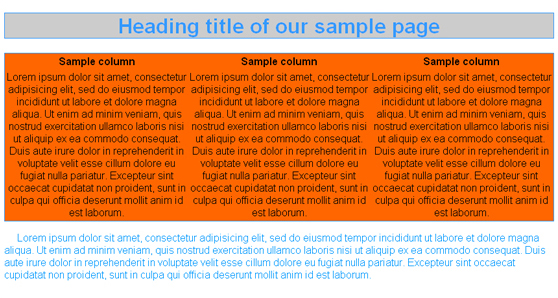 Heading title of our sample page
Sample column
Lorem ipsum dolor sit amet, consectetur
adipisicing elit, sed do eiusmod tempor
incididunt ut labore et dolore magna
aliqua. Ut enim ad minim veniam, quis
nostrud exercitation ullamco laboris nisi
ut aliquip ex ea commodo consequat.
Duis aute irure dolor in reprehenderit in
voluptate velit esse cillum dolore eu
fugiat nulla pariatur. Excepteur sint
occaecat cupidatat non proident, sunt in
culpa qui officia deserunt mollit anim id
est laborum.
Sample column
Lorem ipsum dolor sit amet, consectetur
adipisicing elit, sed do eiusmod tempor
incididunt ut labore et dolore magna
aliqua. Ut enim ad minim veniam, quis
nostrud exercitation ullamco laboris nisi
ut aliquip ex ea commodo consequat.
Duis aute irure dolor in reprehenderit in
voluptate velit esse cillum dolore eu
fugiat nulla pariatur. Excepteur sint
occaecat cupidatat non proident, sunt in
culpa qui officia deserunt mollit anim id
est laborum.
Sample column
Lorem ipsum dolor sit amet, consectetur
adipisicing elit, sed do eiusmod tempor
incididunt ut labore et dolore magna
aliqua. Ut enim ad minim veniam, quis
nostrud exercitation ullamco laboris nisi
ut aliquip ex ea commodo consequat.
Duis aute irure dolor in reprehenderit in
voluptate velit esse cillum dolore eu
fugiat nulla pariatur. Excepteur sint
occaecat cupidatat non proident, sunt in
culpa qui officia deserunt mollit anim id
est laborum.
Lorem ipsum dolor sit amet, consectetur adipisicing elit, sed do eiusmod tempor incididunt ut labore et dolore magna
aliqua. Ut enim ad minim veniam, quis nostrud exercitation ullamco laboris nisi ut aliquip ex ea commodo consequat. Duis
aute irure dolor in reprehenderit in voluptate velit esse cillum dolore eu fugiat nulla pariatur. Excepteur sint occaecat
cupidatat non proident, sunt in culpa qui officia deserunt mollit anim id est laborum.